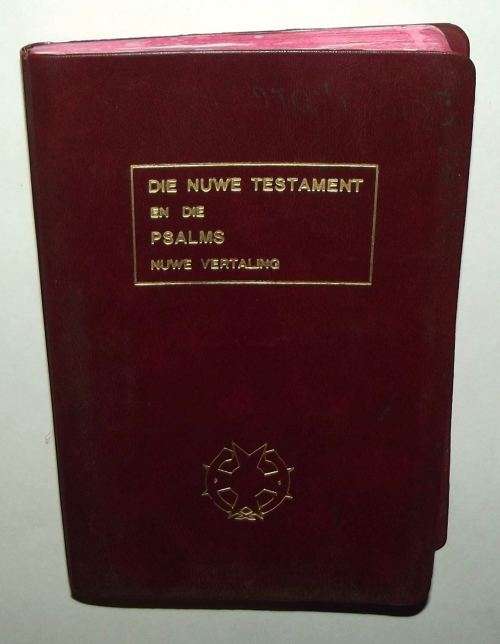 DIE NUWE TESTAMENT
EN DIE
PSALMS
NUWE VERTALING